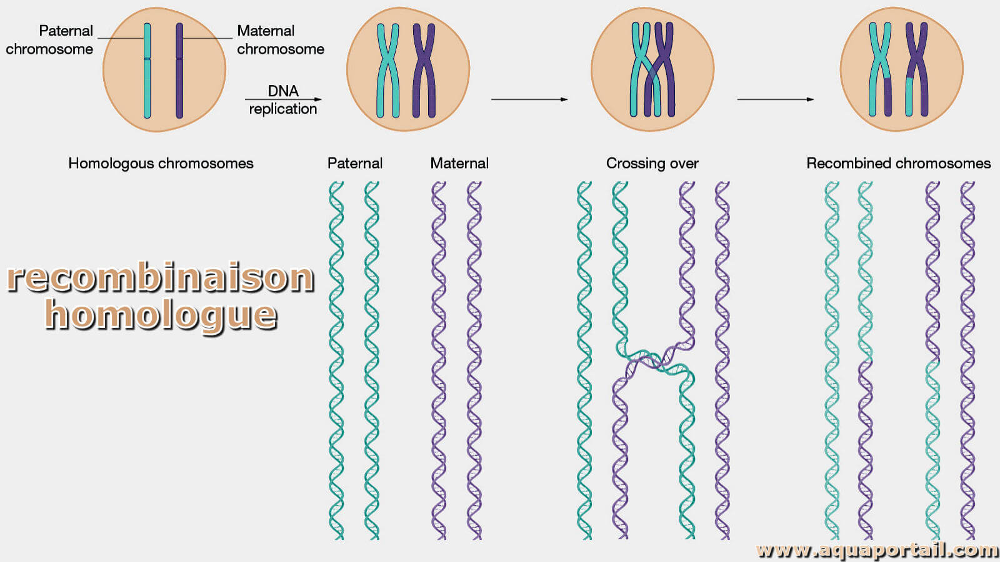 Paternal
chromosome
Maternal
chromosome
DNA
replication
Homologous chromosomes
Paternal
Maternal
Crossing over
Recombined chromosomes
recombinaison
homologue
www.aquaportail.com